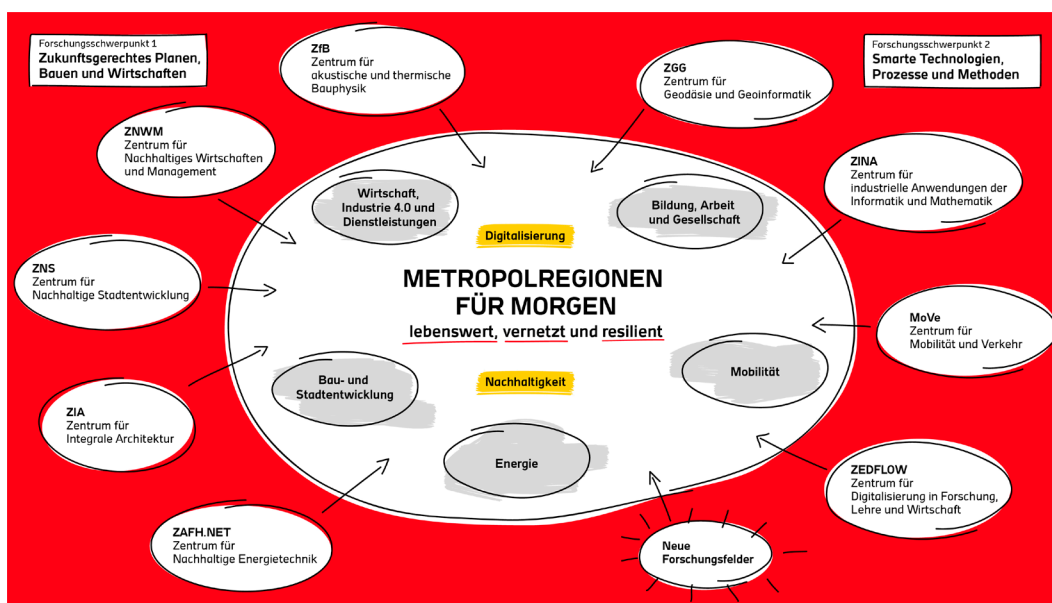 Forschungsschwerpunkt 1
Zukunftsgerechtes Planen,
Bauen und Wirtschaften
ZfB
Zentrum für
akustische und thermische
Bauphysik
ZGG
Zentrum für
Geodäsie und Geoinformatik
Forschungsschwerpunkt 2
Smarte Technologien,
Prozesse und Methoden
ZNWM
Zentrum für
Nachhaltiges Wirtschaften
und Management
ZINA
Zentrum für
industrielle Anwendungen der
Informatik und Mathematik
Wirtschaft,
Industrie 4.0 und
Dienstleistungen
Bildung, Arbeit
und Gesellschaft
Digitalisierung
ZNS
Zentrum für
Nachhaltige Stadtentwicklung
METROPOLREGIONEN
FÜR MORGEN
lebenswert, vernetzt und resilient
MoVe
Zentrum für
Mobilität und Verkehr
Bau- und
Stadtentwicklung
Nachhaltigkeit
Mobilität
ZIA
Zentrum für
Integrale Architektur
Energie
ZEDFLOW
Zentrum für
Digitalisierung in Forschung,
Lehre und Wirtschaft
ZAFH.NET
Zentrum für
Nachhaltige Energietechnik
Neue
Forschungsfelder